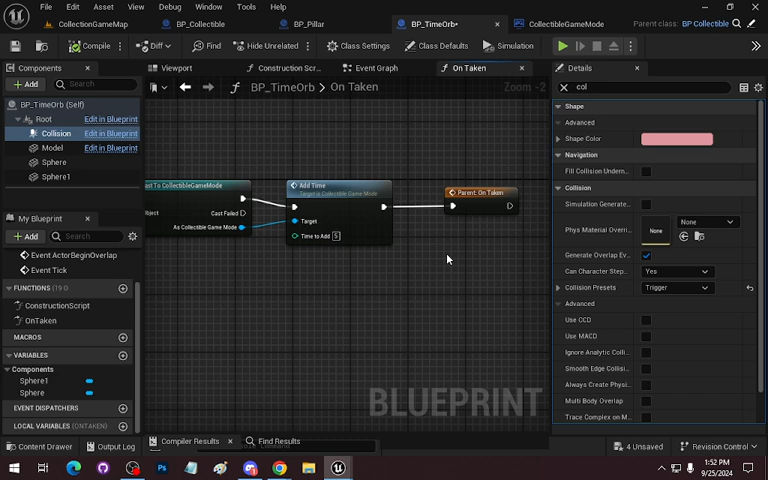 File Edit Asset View Debug Window Tools Help
CollectionGameMap BP_Collectible BP_Pillar BP_TimeOrb• CollectibleGameMode Parent class: BP Collectible
Compile Diff Find Hide Unrelated Class Settings Class Defaults Simulation
Components
Add Search
BP_TimeOrb (Self)
Root Edit in Blueprint
Collision Edit in Blueprint
Model Edit in Blueprint
Sphere
Sphere1
My Blueprint
Add Search
Event ActorBeginOverlap
Event Tick
FUNCTIONS (19 O
ConstructionScript
OnTaken
MACROS
VARIABLES
Components
Sphere1
Sphere
EVENT DISPATCHERS
LOCAL VARIABLES (ONTAKEN)
Viewport Construction Scr... Event Graph On Taken
BP_TimeOrb > On Taken Zoom -2
ast To CollectibleGameMode
Object Cast Failed
As Collectible Game Mode
Add Time
Target is Collectible Game Mode
Target
Time to Add 5
Parent: On Taken
BLUEPRINT
Compiler Results Find Results
Details
col
Shape
Advanced
Shape Color
Navigation
Fill Collision Undern...
Collision
Simulation Generate...
Phys Material Overri... None None
Generate Overlap Ev...
Can Character Step... Yes
Collision Presets Trigger
Advanced
Use CCD
Use MACD
Ignore Analytic Colli...
Smooth Edge Collisi...
Always Create Physi...
Multi Body Overlap
Trace Complex on M...
Content Drawer Output Log 4 Unsaved Revision Control
1:52 PM
9/25/2024